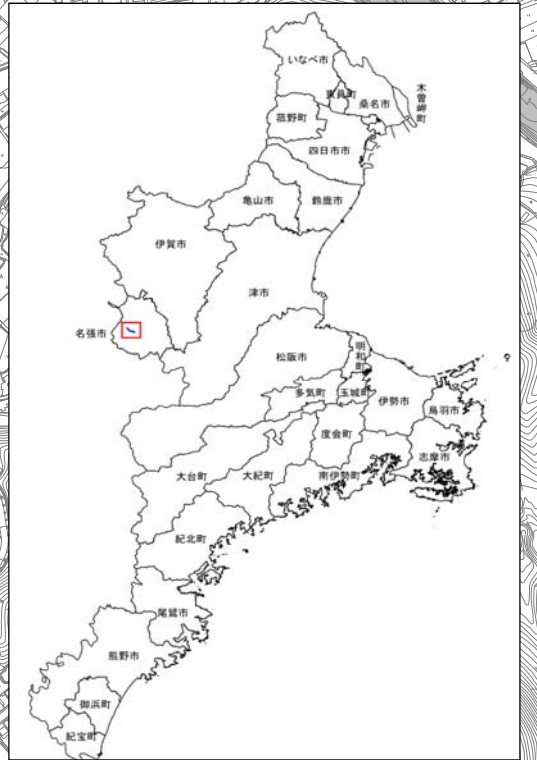 いなべ市
東員町
桑名市
木曽岬町
菰野町
四日市市
亀山市
鈴鹿市
伊賀市
津市
名張市
松阪市
明和町
多気町
玉城町
伊勢市
鳥羽市
度会町
志摩市
大台町
大紀町
南伊勢町
紀北町
尾鷲市
熊野市
御浜町
紀宝町